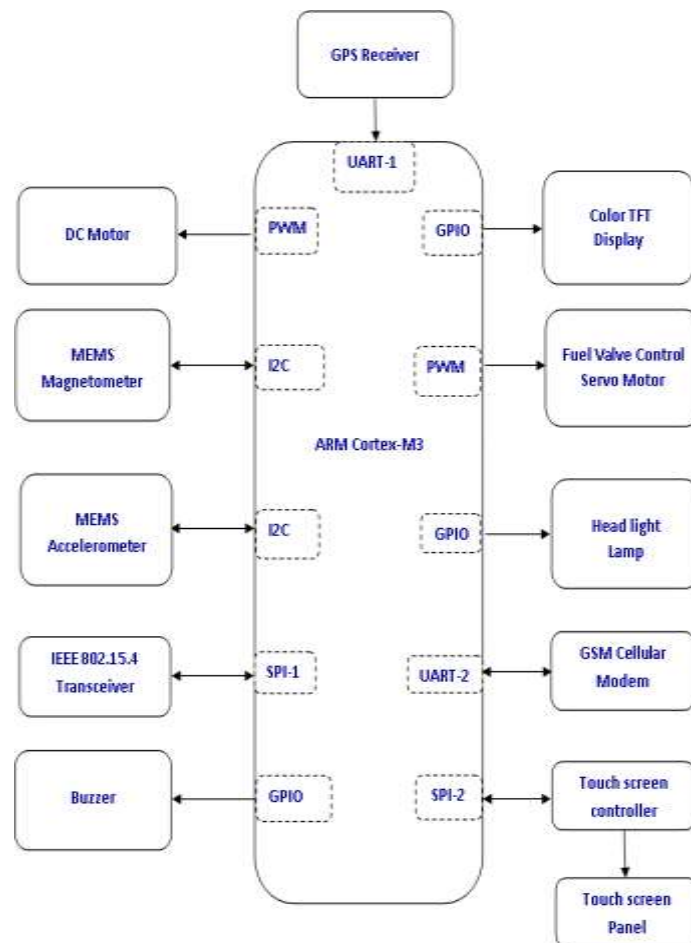 GPS Receiver
UART-1
DC Motor
PWM
GPIO
Color TFT
Display
MEMS
Magnetometer
I2C
PWM
Fuel Valve Control
Servo Motor
ARM Cortex-M3
MEMS
Accelerometer
I2C
GPIO
Head light
Lamp
IEEE 802.15.4
Transceiver
SPI-1
UART-2
GSM Cellular
Modem
Buzzer
GPIO
SPI-2
Touch screen
controller
Touch screen
Panel